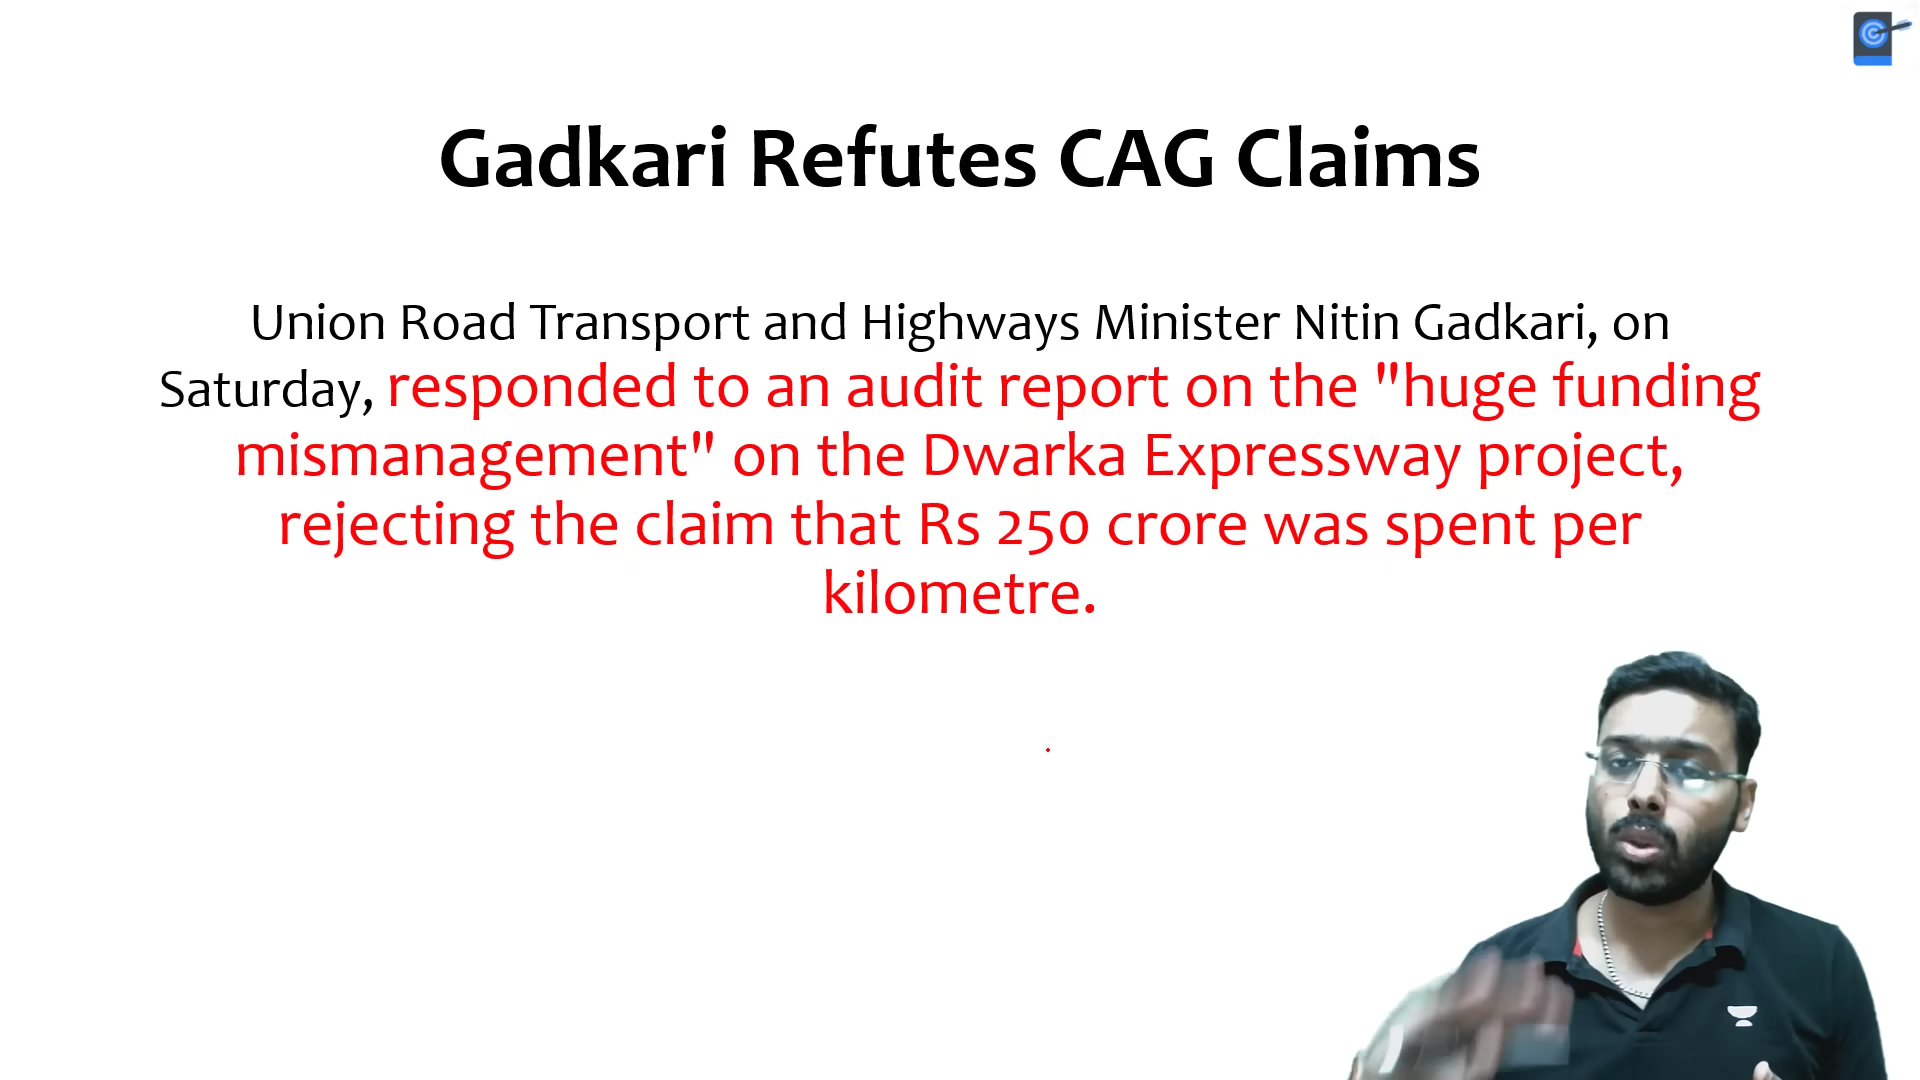 Gadkari Refutes CAG Claims
Union Road Transport and Highways Minister Nitin Gadkari, on
Saturday, responded to an audit report on the "huge funding
mismanagement" on the Dwarka Expressway project,
rejecting the claim that Rs 250 crore was spent per
kilometre.